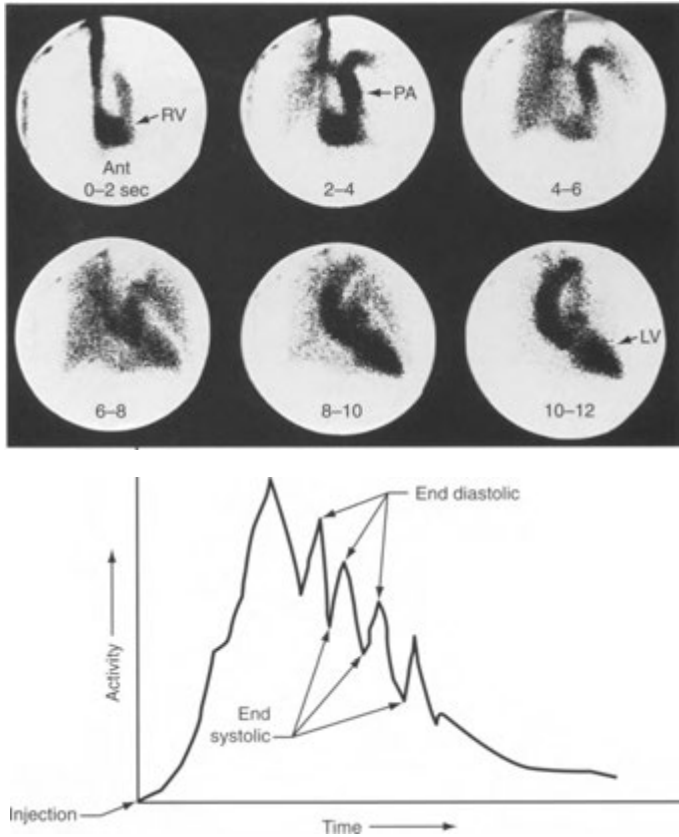 RV
Ant
0–2 sec
PA
2–4
4–6
6–8
8–10
LV
10–12
End diastolic
Activity
End
systolic
Injection
Time